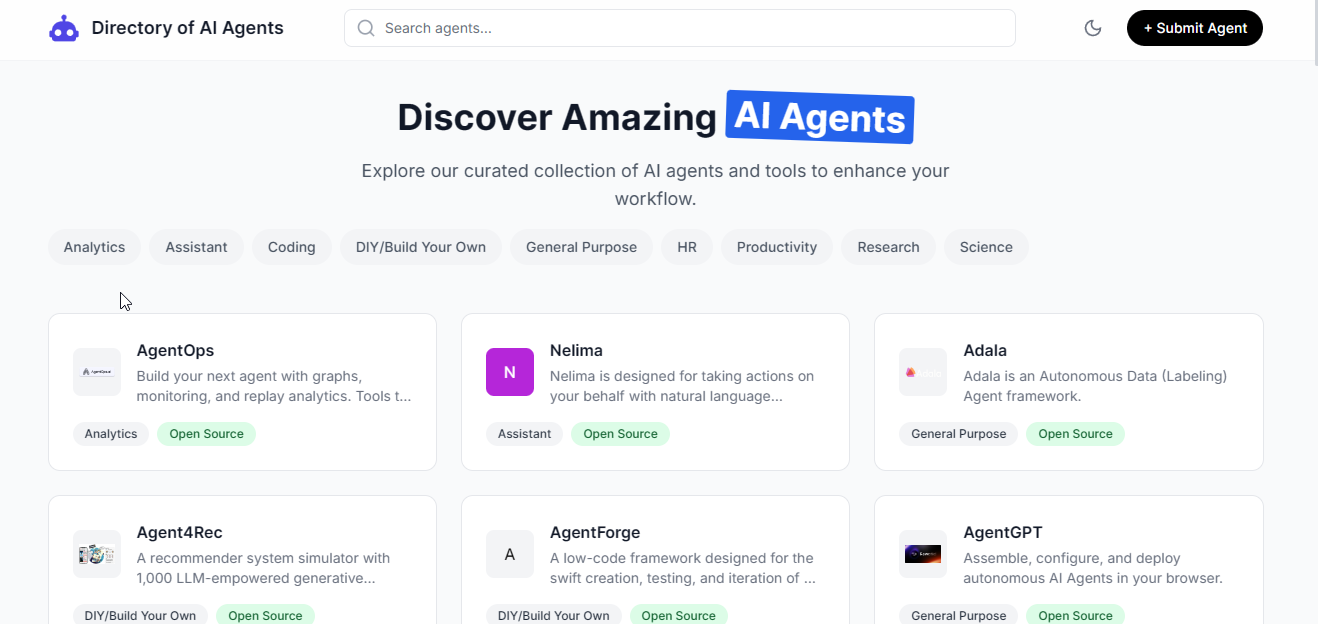 Directory of AI Agents
Search agents...
+ Submit Agent
Discover Amazing AI Agents
Explore our curated collection of AI agents and tools to enhance your
workflow.
Analytics Assistant Coding DIY/Build Your Own General Purpose HR Productivity Research Science
AgentOps
Build your next agent with graphs,
monitoring, and replay analytics. Tools t...
Analytics Open Source
N
Nelima
Nelima is designed for taking actions on
your behalf with natural language...
Assistant Open Source
Adala
Adala is an Autonomous Data (Labeling)
Agent framework.
General Purpose Open Source
Agent4Rec
A recommender system simulator with
1,000 LLM-empowered generative...
DIY/Build Your Own Open Source
A
AgentForge
A low-code framework designed for the
swift creation, testing, and iteration of ...
DIY/Build Your Own Open Source
AgentGPT
Assemble, configure, and deploy
autonomous AI Agents in your browser.
General Purpose Open Source